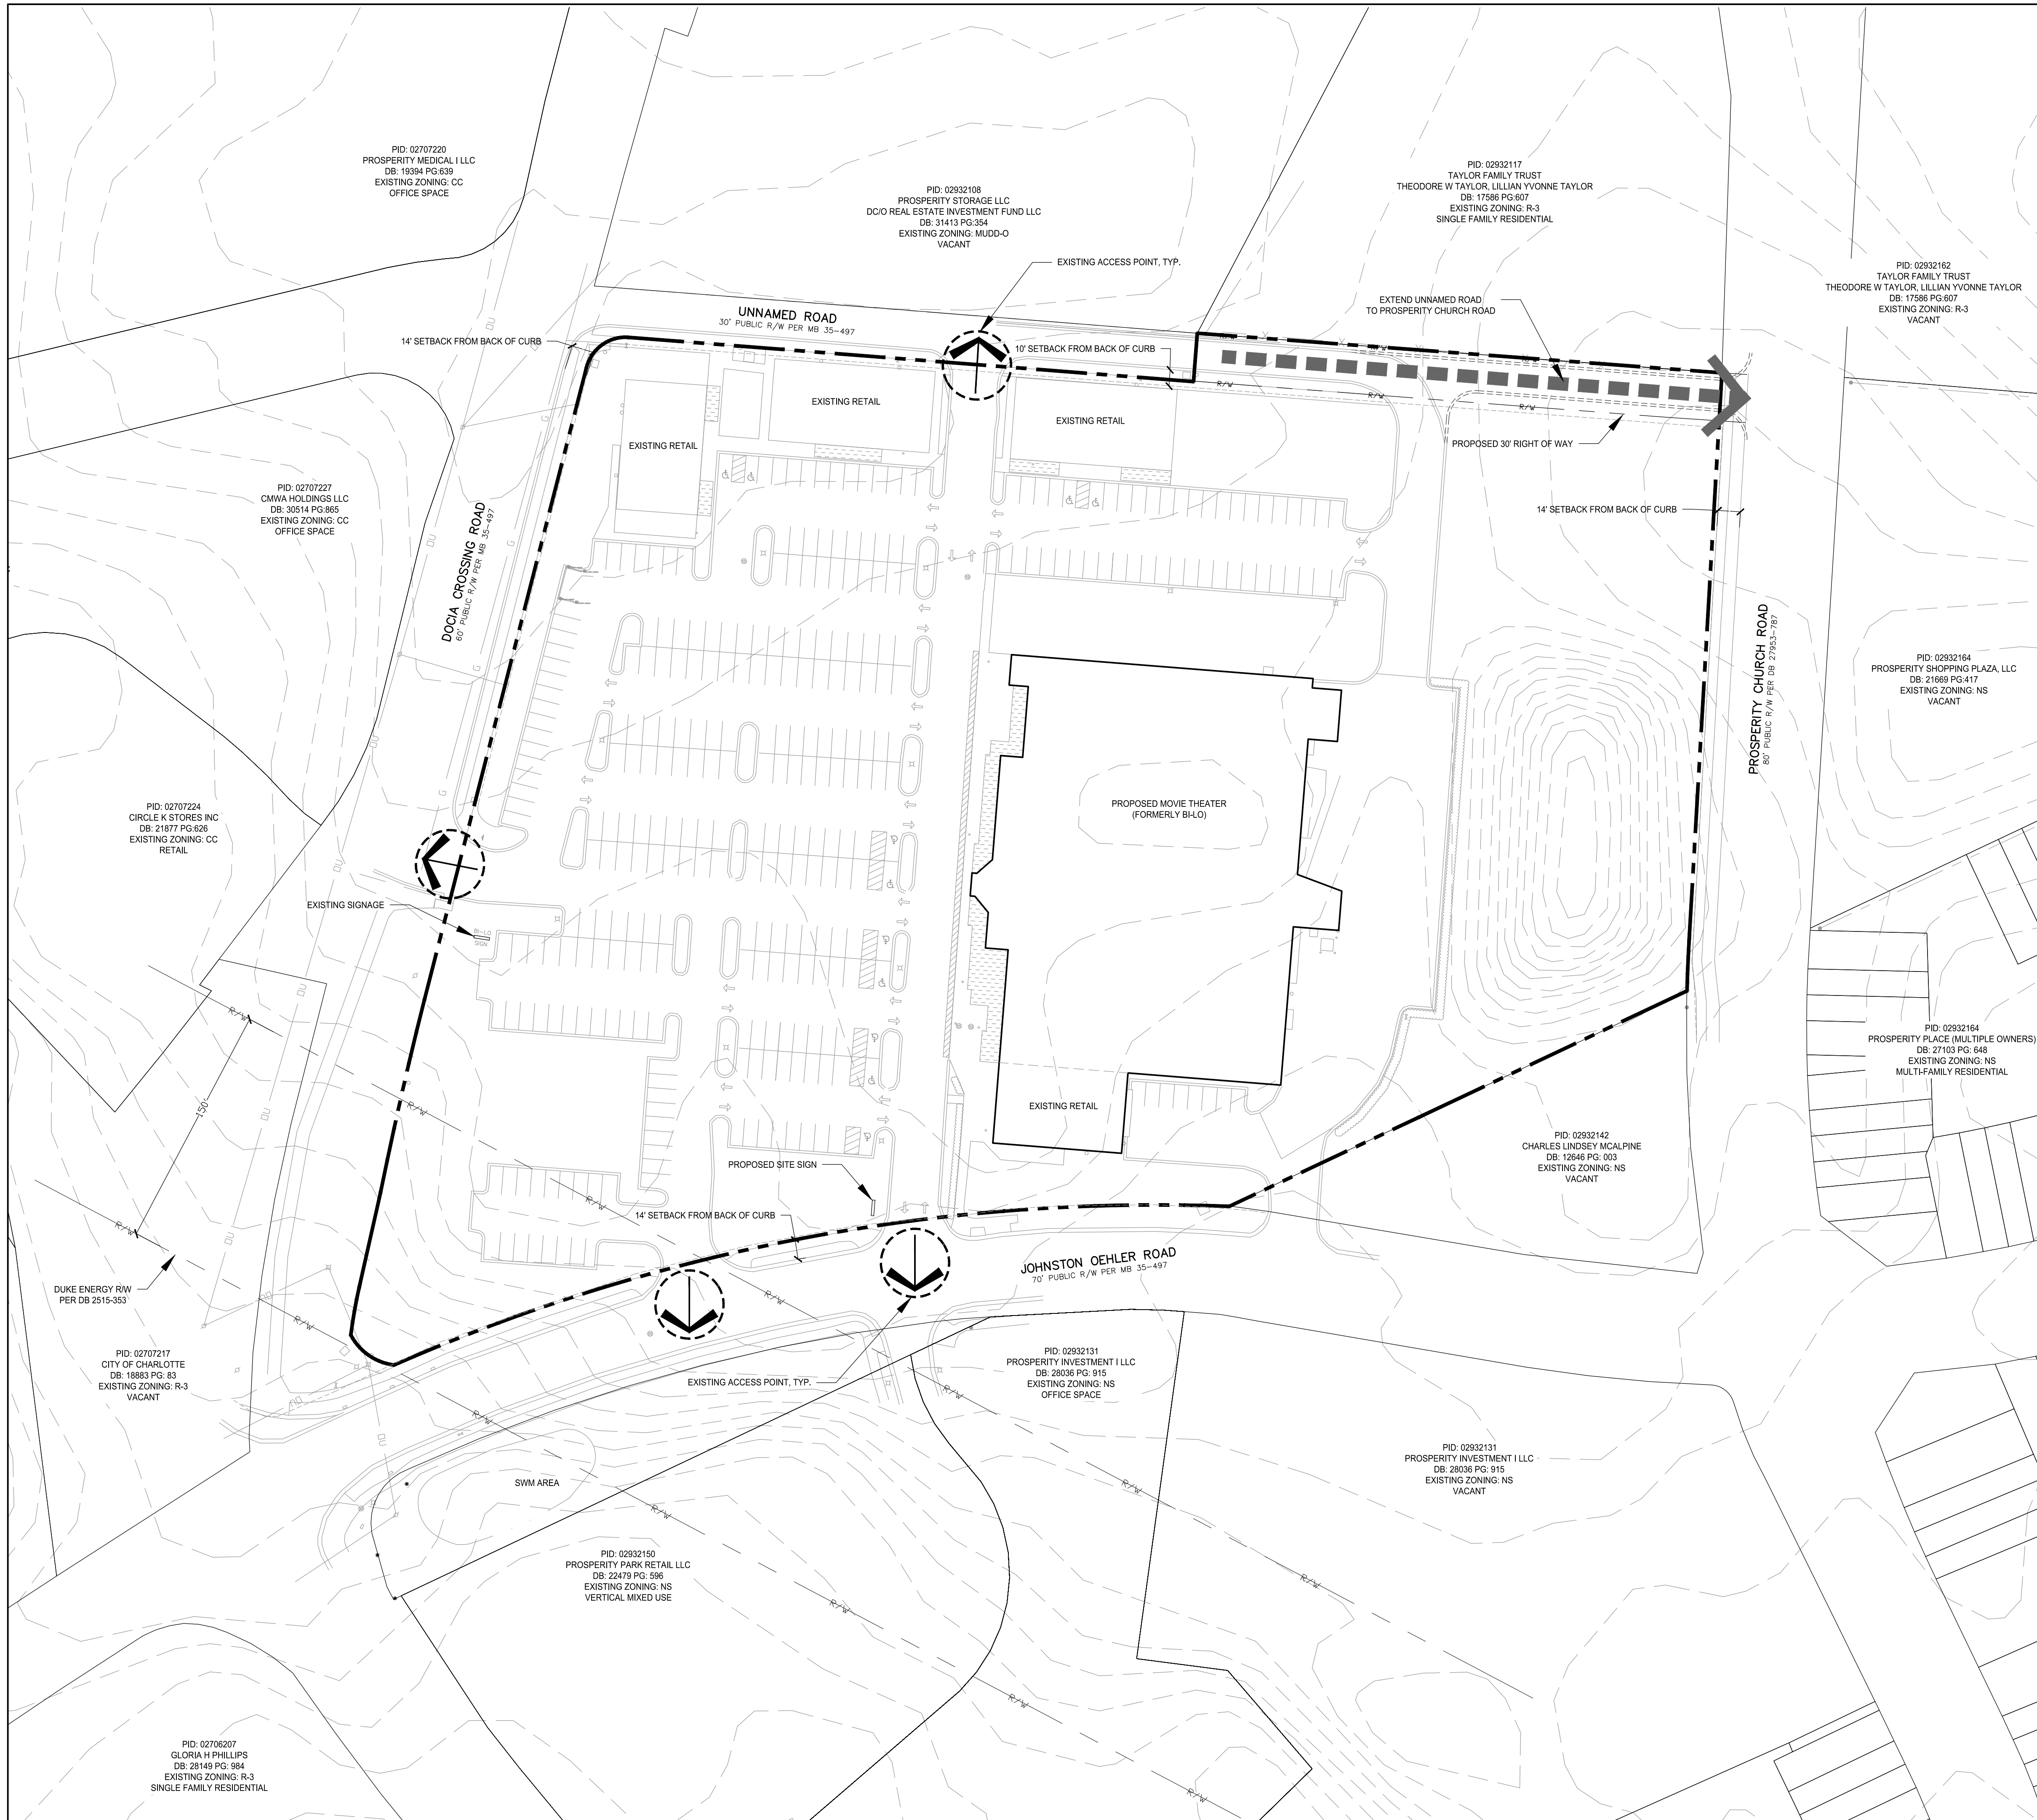 PID: 02707220
PROSPERITY MEDICAL I LLC
DB: 19394 PG:639
EXISTING ZONING: CC
OFFICE SPACE
PID: 02932108
PROSPERITY STORAGE LLC
DC/O REAL ESTATE INVESTMENT FUND LLC
DB: 31413 PG:354
EXISTING ZONING: MUDD-O
VACANT
PID: 02932117
TAYLOR FAMILY TRUST
THEODORE W TAYLOR, LILLIAN YVONNE TAYLOR
DB: 17586 PG:607
EXISTING ZONING: R-3
SINGLE FAMILY RESIDENTIAL
PID: 02932162
TAYLOR FAMILY TRUST
THEODORE W TAYLOR, LILLIAN YVONNE TAYLOR
DB: 17586 PG:607
EXISTING ZONING: R-3
VACANT
EXISTING ACCESS POINT, TYP.
EXTEND UNNAMED ROAD
TO PROSPERITY CHURCH ROAD
UNNAMED ROAD
30' PUBLIC R/W PER MB 35-497
14' SETBACK FROM BACK OF CURB
10' SETBACK FROM BACK OF CURB
R/W
R/W
R/W
R/W
R/W
R/W
EXISTING RETAIL
EXISTING RETAIL
EXISTING RETAIL
PROPOSED 30' RIGHT OF WAY
14' SETBACK FROM BACK OF CURB
PID: 02707227
CMWA HOLDINGS LLC
DB: 30514 PG:865
EXISTING ZONING: CC
OFFICE SPACE
DOCIA CROSSING ROAD
60' PUBLIC R/W PER MB 35-497
OU
G
G
OU
G
OU
G
OU
PROSPERITY CHURCH ROAD
80' PUBLIC R/W PER DB 27953-787
PID: 02932164
PROSPERITY SHOPPING PLAZA, LLC
DB: 21669 PG:417
EXISTING ZONING: NS
VACANT
PID: 02707224
CIRCLE K STORES INC
DB: 21877 PG:626
EXISTING ZONING: CC
RETAIL
PROPOSED MOVIE THEATER
(FORMERLY BI-LO)
EXISTING SIGNAGE
BI-LO
SIGN
OU
R/W
150'
R/W
OU
R/W
OU
PID: 02932164
PROSPERITY PLACE (MULTIPLE OWNERS)
DB: 27103 PG: 648
EXISTING ZONING: NS
MULTI-FAMILY RESIDENTIAL
EXISTING RETAIL
PID: 02932142
CHARLES LINDSEY MCALPINE
DB: 12646 PG: 003
EXISTING ZONING: NS
VACANT
PROPOSED SITE SIGN
R/W
14' SETBACK FROM BACK OF CURB
JOHNSTON OEHLER ROAD
70' PUBLIC R/W PER MB 35-497
DUKE ENERGY R/W
PER DB 2515-353
R/W
R/W
PID: 02707217
CITY OF CHARLOTTE
DB: 18883 PG: 83
EXISTING ZONING: R-3
VACANT
EXISTING ACCESS POINT, TYP.
PID: 02932131
PROSPERITY INVESTMENT I LLC
DB: 28036 PG: 915
EXISTING ZONING: NS
OFFICE SPACE
R/W
R/W
OU
PID: 02932131
PROSPERITY INVESTMENT I LLC
DB: 28036 PG: 915
EXISTING ZONING: NS
VACANT
SWM AREA
R/W
R/W
PID: 02932150
PROSPERITY PARK RETAIL LLC
DB: 22479 PG: 596
EXISTING ZONING: NS
VERTICAL MIXED USE
R/W
R/W
R/W
R/W
PID: 02706207
GLORIA H PHILLIPS
DB: 28149 PG: 984
EXISTING ZONING: R-3
SINGLE FAMILY RESIDENTIAL